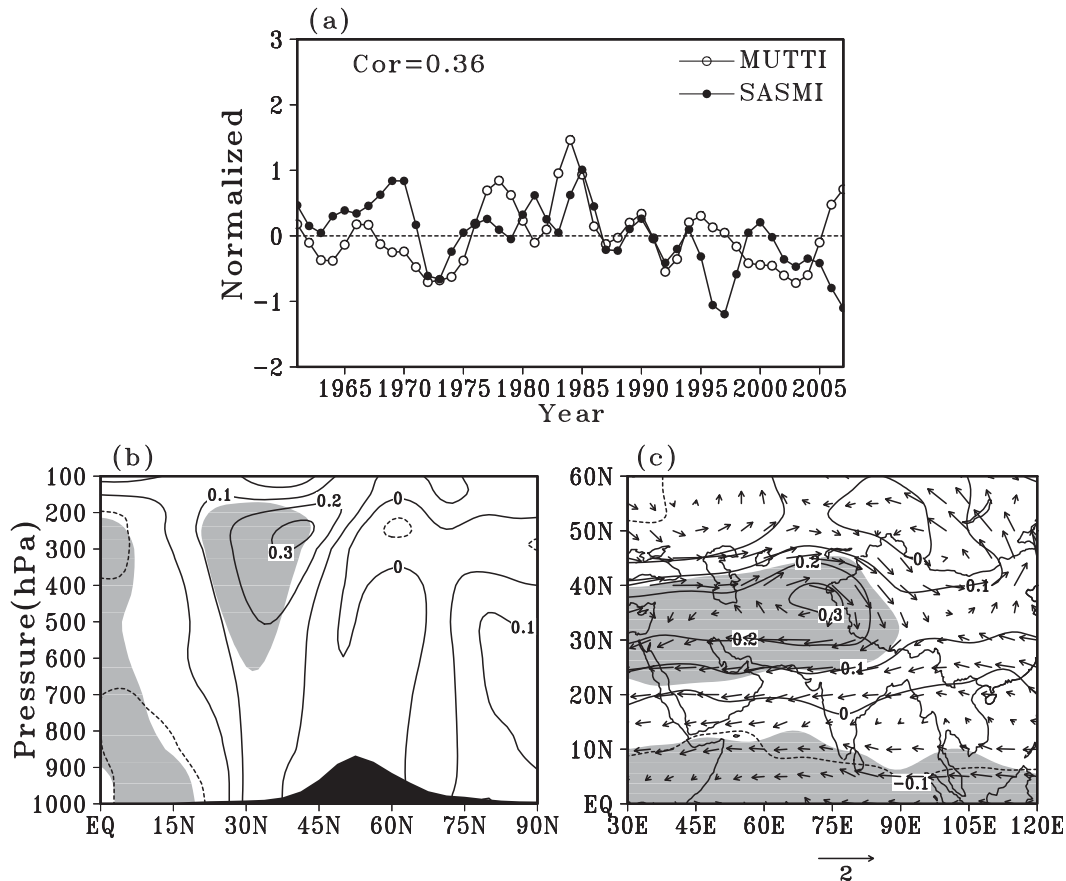 (a)
3
Cor=0.36
MUTTI
2
SASMI
1
0
−1
−2
Normalized
1965 1970 1975 1980 1985 1990 1995 2000 2005
Year
(b)
100
200
300
400
500
600
700
800
900
1000
Pressure(hPa)
0.1
0.2
0
0.3
0
0.1
EQ 15N 30N 45N 60N 75N 90N
(c)
60N
50N
40N
30N
20N
10N
EQ
0
0.2
0.1
0.3
0.2
0.1
0
−0.1
30E 45E 60E 75E 90E 105E 120E
2